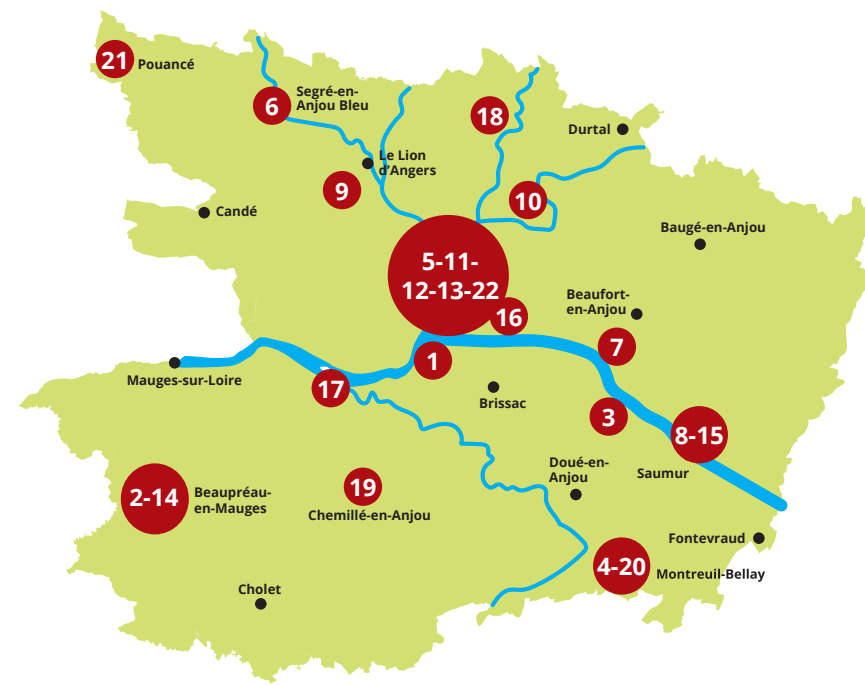 21
Pouancé
6
Segré-en-
Anjou Bleu
18
Durtal
Le Lion
d'Angers
9
10
Candé
Baugé-en-Anjou
5-11-
12-13-22
16
Beaufort-
en-Anjou
7
1
Mauges-sur-Loire
17
Brissac
3
8-15
Saumur
Doué-en-
Anjou
2-14
Beaupréau-
en-Mauges
19
Chemillé-en-Anjou
Fontevraud
4-20
Montreuil-Bellay
Cholet